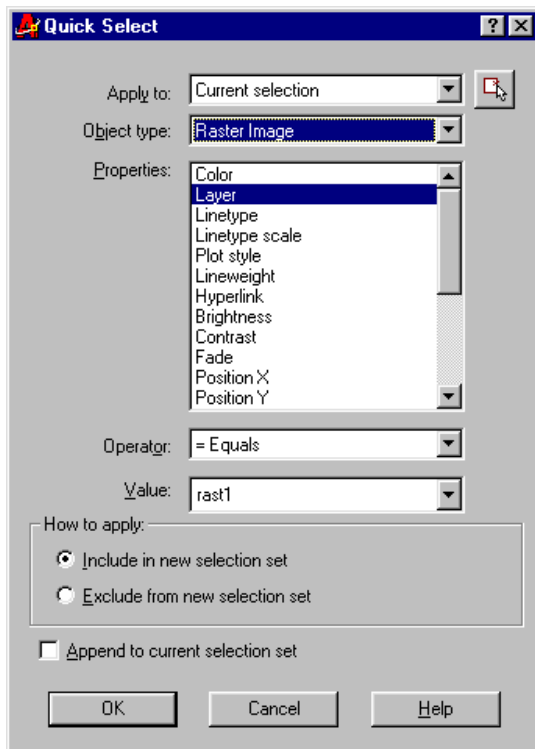 Quick Select
Apply to: Current selection
Object type: Raster Image
Properties:
Color
Layer
Linetype
Linetype scale
Plot style
Lineweight
Hyperlink
Brightness
Contrast
Fade
Position X
Position Y
Operator: = Equals
Value: rast1
How to apply:
Include in new selection set
Exclude from new selection set
Append to current selection set
OK Cancel Help